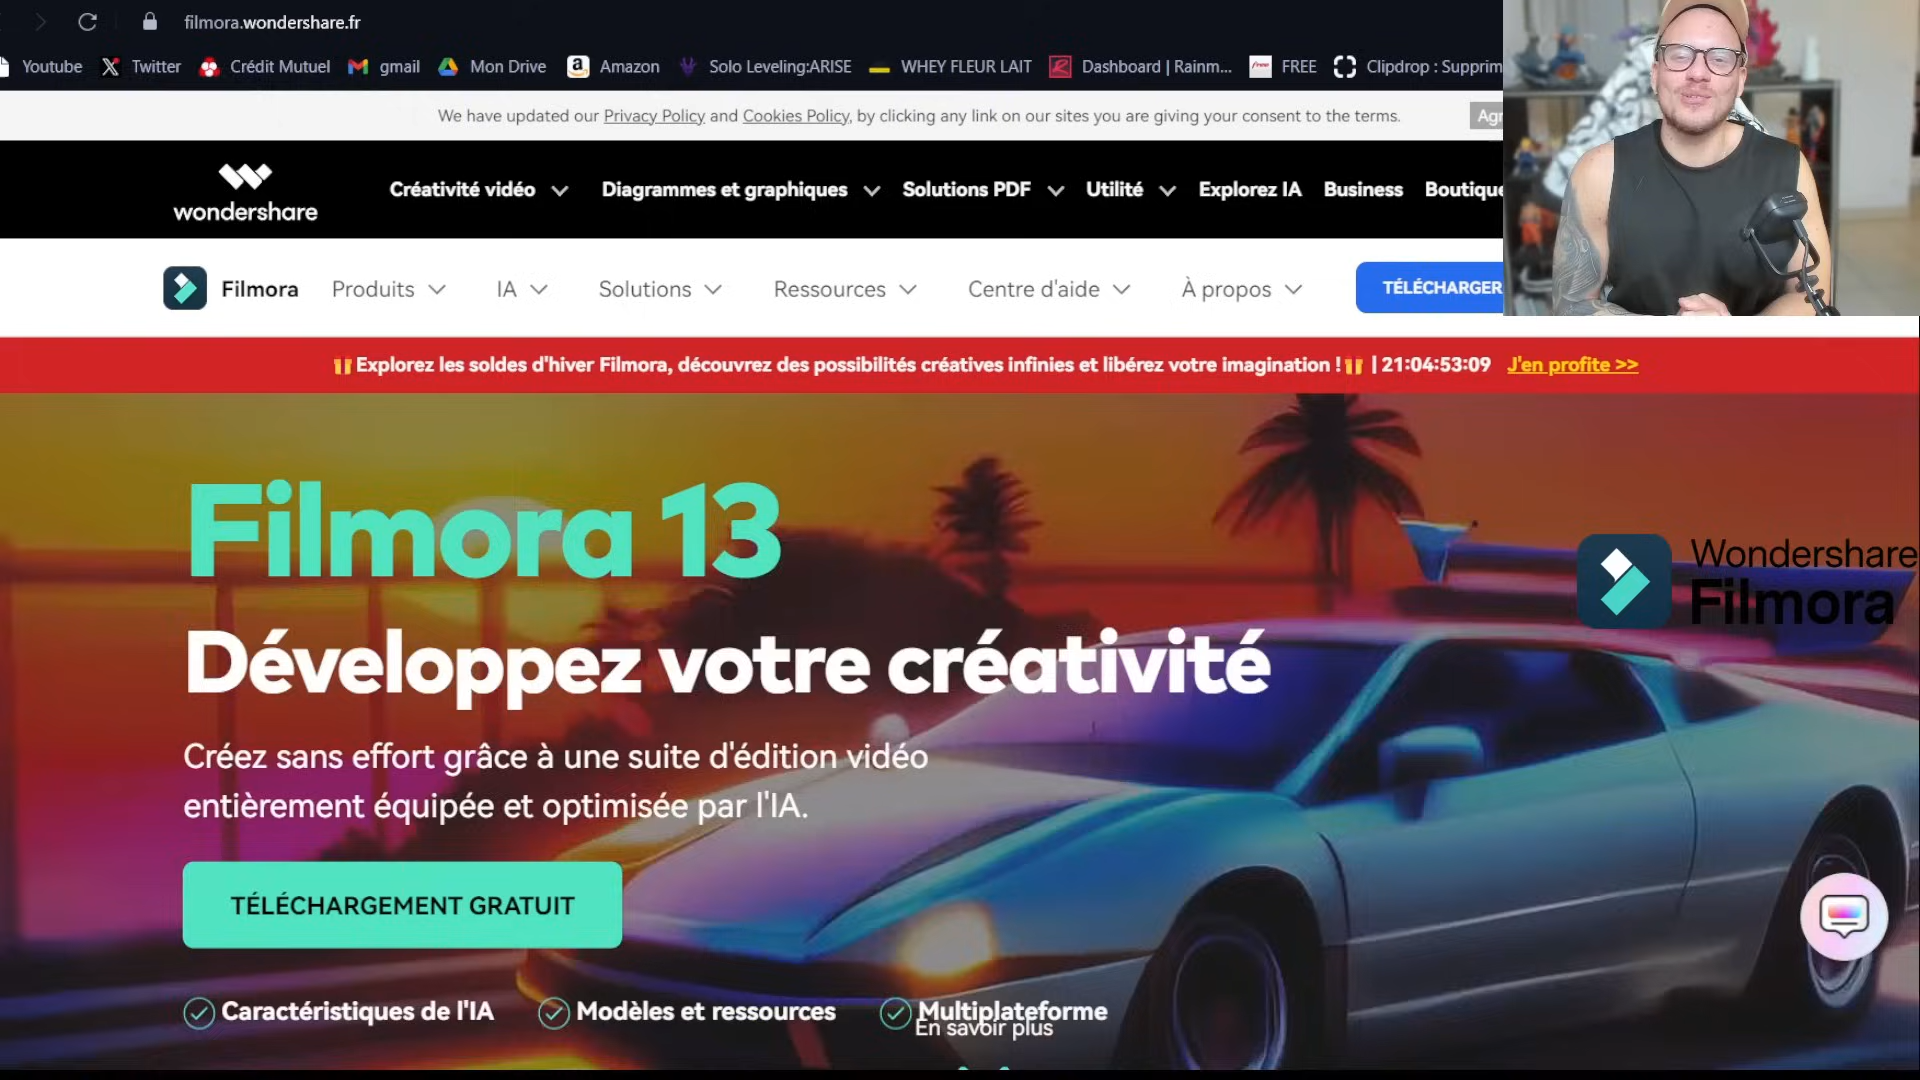 filmora.wondershare.fr
Youtube Twitter Crédit Mutuel gmail Mon Drive Amazon Solo Leveling:ARISE WHEY FLEUR LAIT Dashboard | Rainm... FREE Clipdrop : Supprim
We have updated our Privacy Policy and Cookies Policy, by clicking any link on our sites you are giving your consent to the terms.
wondershare
Créativité vidéo Diagrammes et graphiques Solutions PDF Utilité Explorez IA Business Boutique
Filmora Produits IA Solutions Ressources Centre d'aide À propos TÉLÉCHARGER
Explorez les soldes d'hiver Filmora, découvrez des possibilités créatives infinies et libérez votre imagination ! | 21:04:53:09 J'en profite >>
Filmora 13
Wondershare
Filmora
Développez votre créativité
Créez sans effort grâce à une suite d'édition vidéo
entièrement équipée et optimisée par l'IA.
TÉLÉCHARGEMENT GRATUIT
Caractéristiques de l'IA Modèles et ressources Multiplateforme
En savoir plus